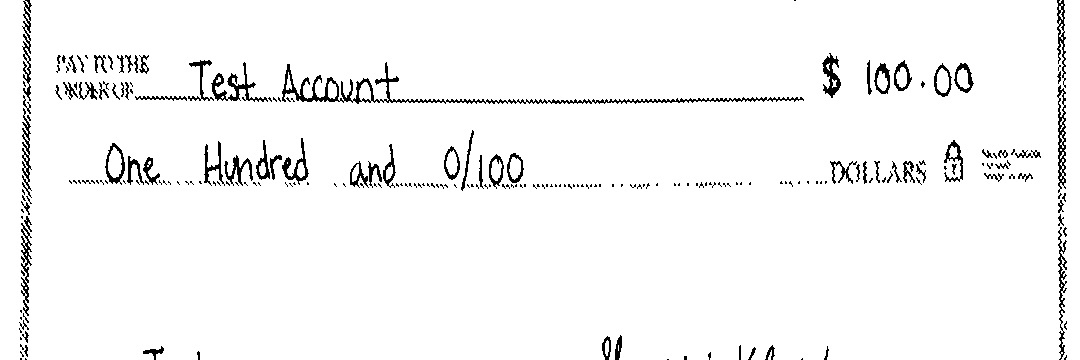 PAY TO THE
ORDER OF Test Account $ 100.00
One Hundred and 0/100 DOLLARS